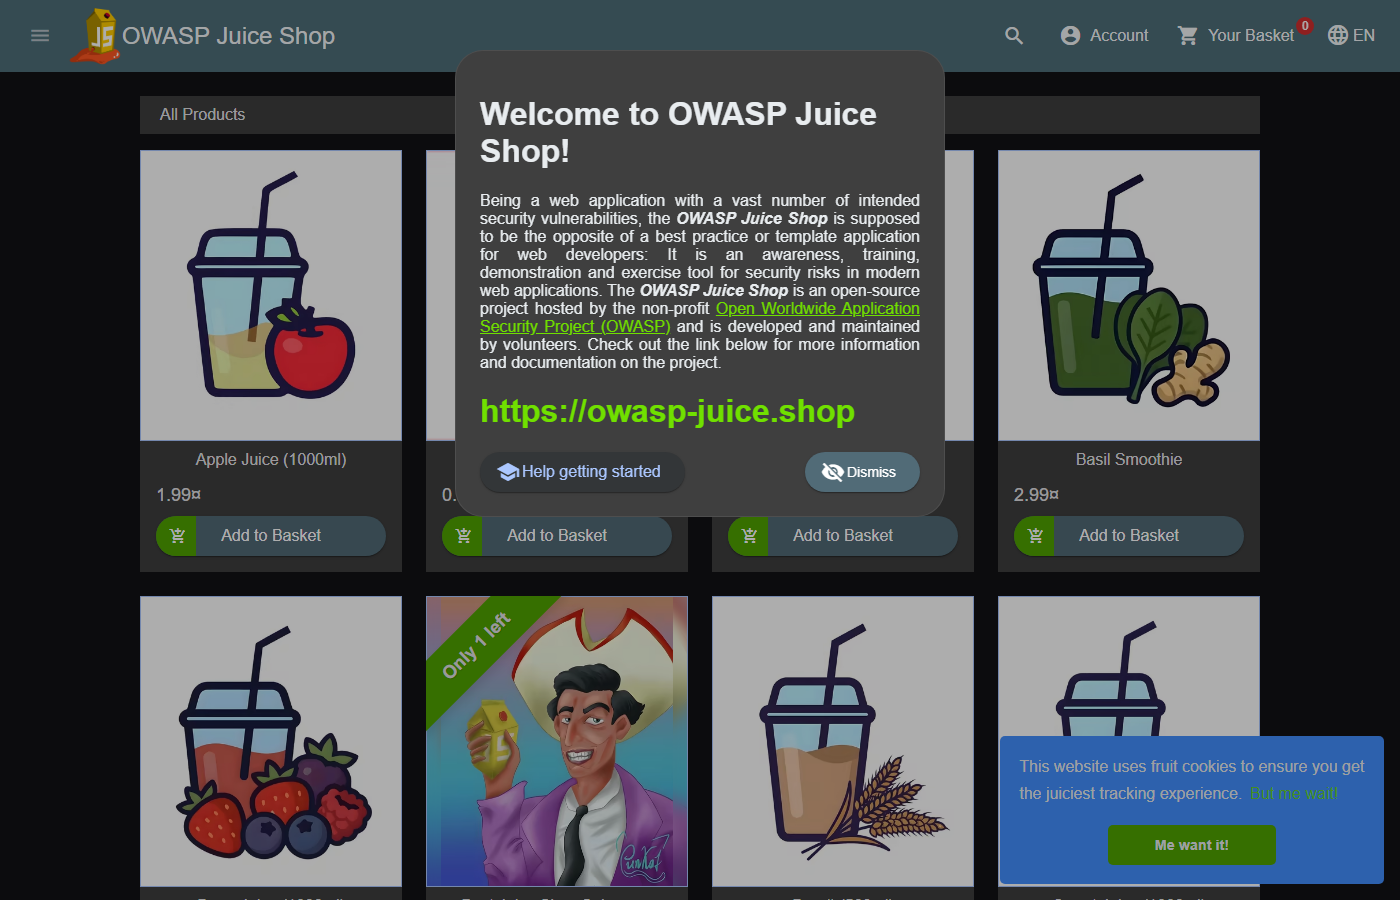 OWASP Juice Shop
Account
Your Basket
0
EN
All Products
Welcome to OWASP Juice
Shop!
Being a web application with a vast number of intended
security vulnerabilities, the OWASP Juice Shop is supposed
to be the opposite of a best practice or template application
for web developers: It is an awareness, training,
demonstration and exercise tool for security risks in modern
web applications. The OWASP Juice Shop is an open-source
project hosted by the non-profit Open Worldwide Application
Security Project (OWASP) and is developed and maintained
by volunteers. Check out the link below for more information
and documentation on the project.
https://owasp-juice.shop
Help getting started
Dismiss
Apple Juice (1000ml)
Basil Smoothie
1.99¤
0.
2.99¤
Add to Basket
Add to Basket
Add to Basket
Add to Basket
Only 1 left
This website uses fruit cookies to ensure you get
the juiciest tracking experience. But me wait!
Me want it!